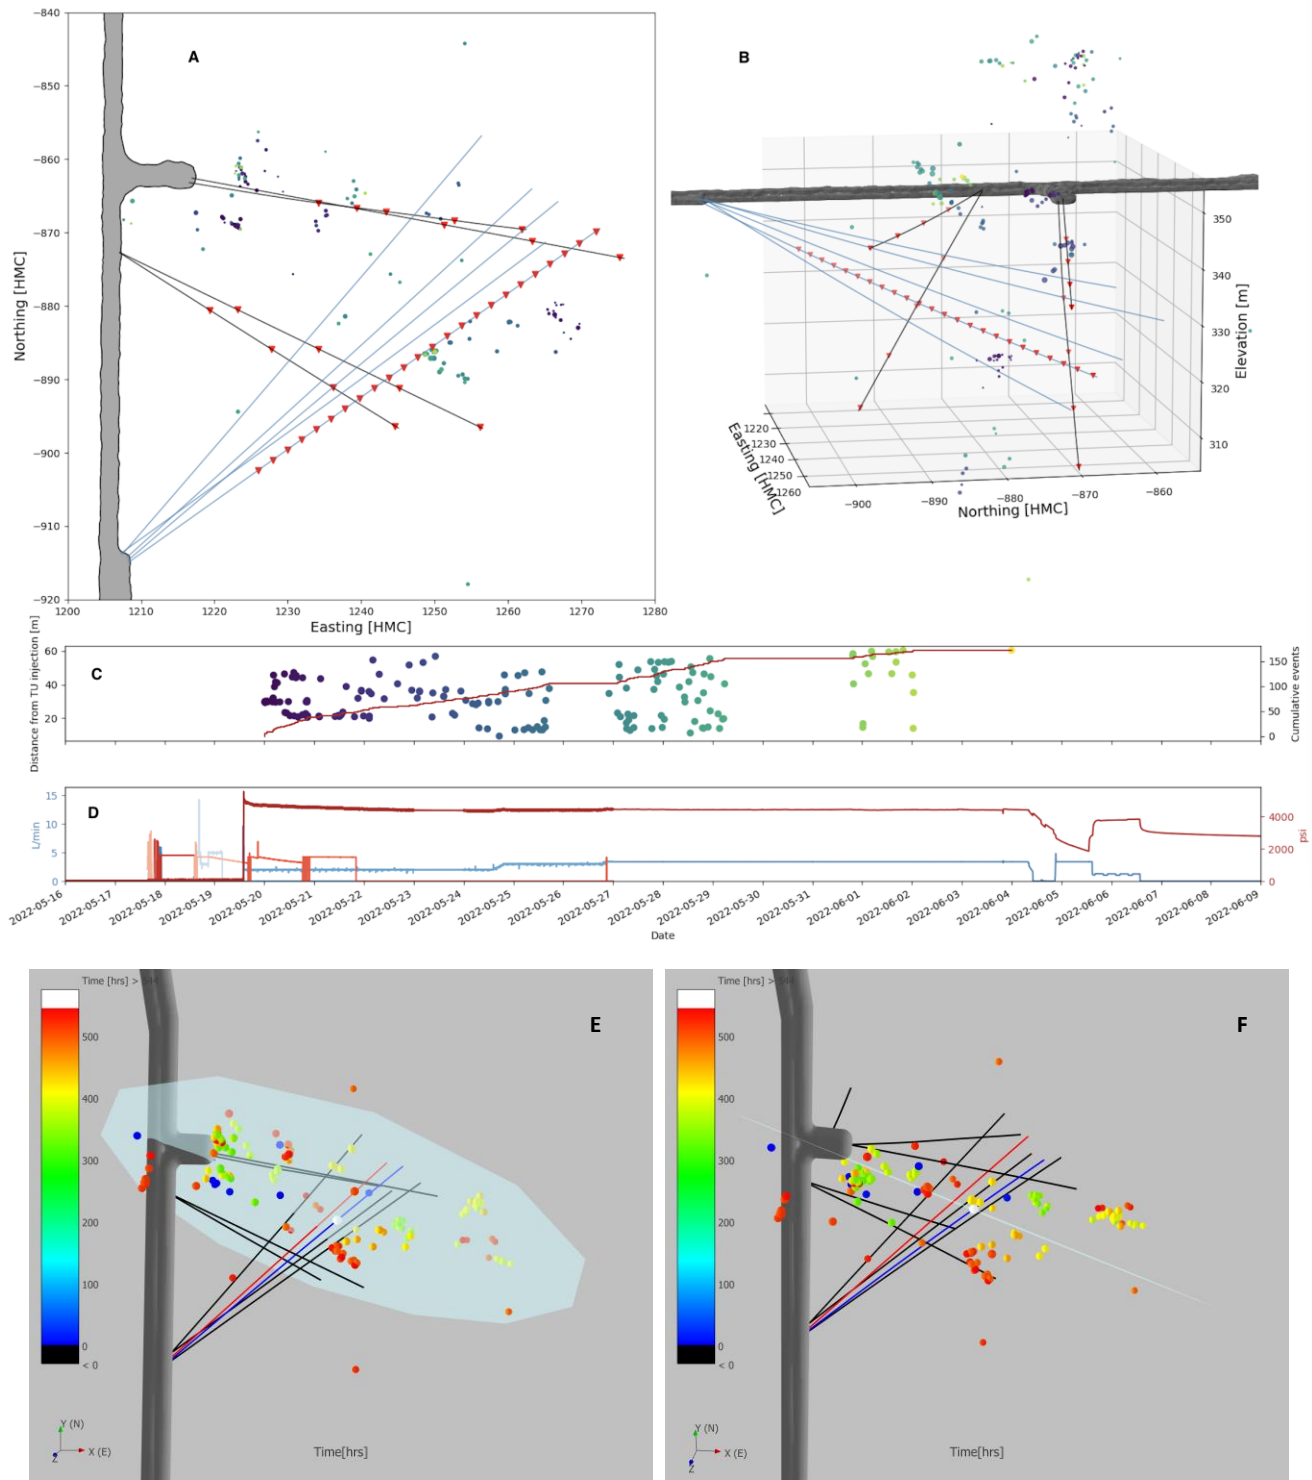 A
−840
−850
−860
−870
−880
−890
−900
−910
−920
Northing [HMC]
1200 1210 1220 1230 1240 1250 1260 1270 1280
Easting [HMC]
B
350
340
330
320
310
Elevation [m]
1220
1230
1240
1250
1260
Easting [HMC]
−900 −890 −880 −870 −860
Northing [HMC]
C
60
40
20
Distance from TU injection [m]
150
100
50
0
Cumulative events
D
15
10
5
0
L/min
4000
2000
0
psi
2022-05-16 2022-05-17 2022-05-18 2022-05-19 2022-05-20 2022-05-21 2022-05-22 2022-05-23 2022-05-24 2022-05-25 2022-05-26 2022-05-27 2022-05-28 2022-05-29 2022-05-30 2022-05-31 2022-06-01 2022-06-02 2022-06-03 2022-06-04 2022-06-05 2022-06-06 2022-06-07 2022-06-08 2022-06-09
Date
Time [hrs] >
E
500
400
300
200
100
0
< 0
Y (N)
X (E)
Z
Time[hrs]
Time [hrs] >
F
500
400
300
200
100
0
< 0
Y (N)
X (E)
Z
Time[hrs]